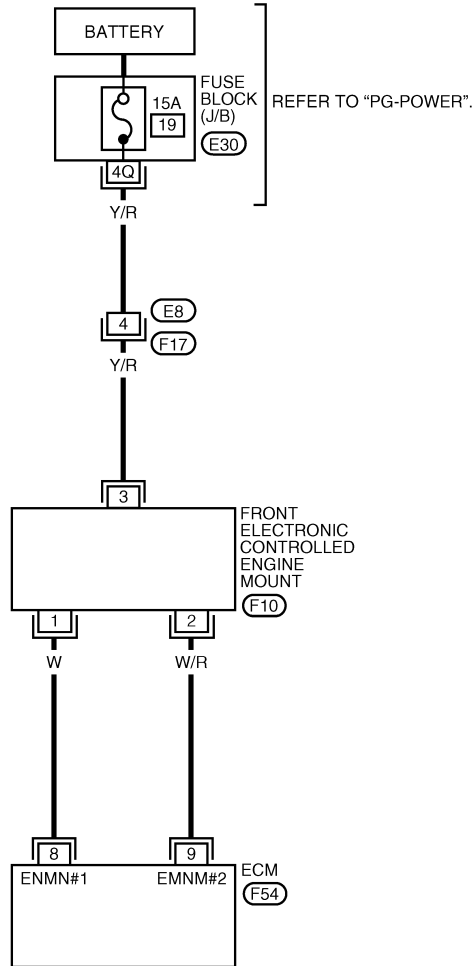 BATTERY
FUSE
BLOCK
(J/B)
15A
19
E30
REFER TO “PG-POWER”.
4Q
Y/R
4
E8
F17
Y/R
3
FRONT
ELECTRONIC
CONTROLLED
ENGINE
MOUNT
F10
1
2
W
W/R
8
9
ENMN#1
EMNM#2
ECM
F54